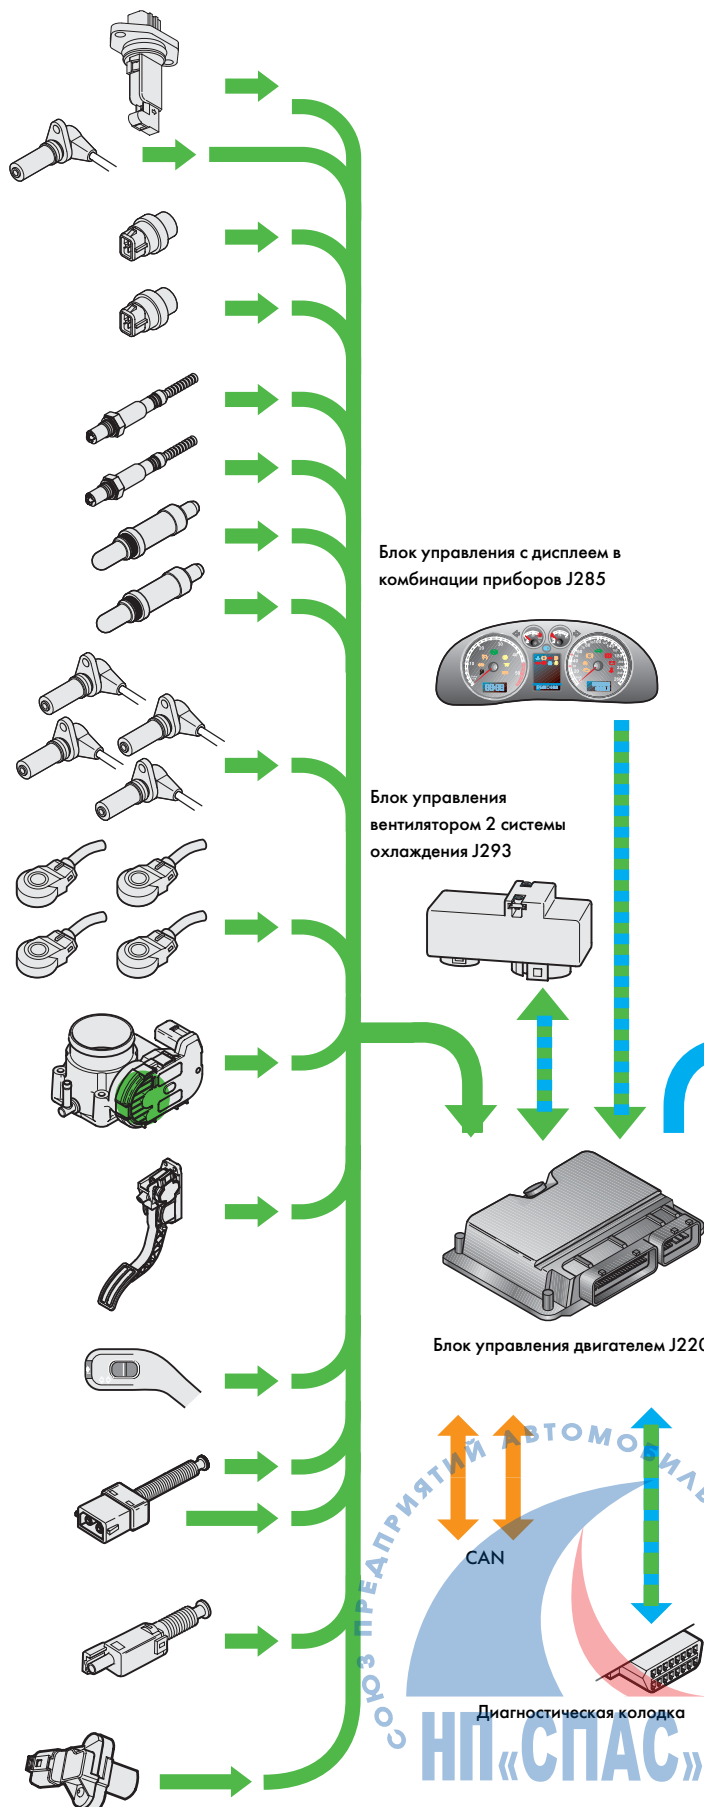 Блок управления с дисплеем в
комбинации приборов J285
Блок управления
вентилятором 2 системы
охлаждения J293
Блок управления двигателем J220
CAN
Диагностическая колодка
СОЮЗ ПРЕДПРИЯТИЙ АВТОМОБИЛЬ
НП«СПАС»